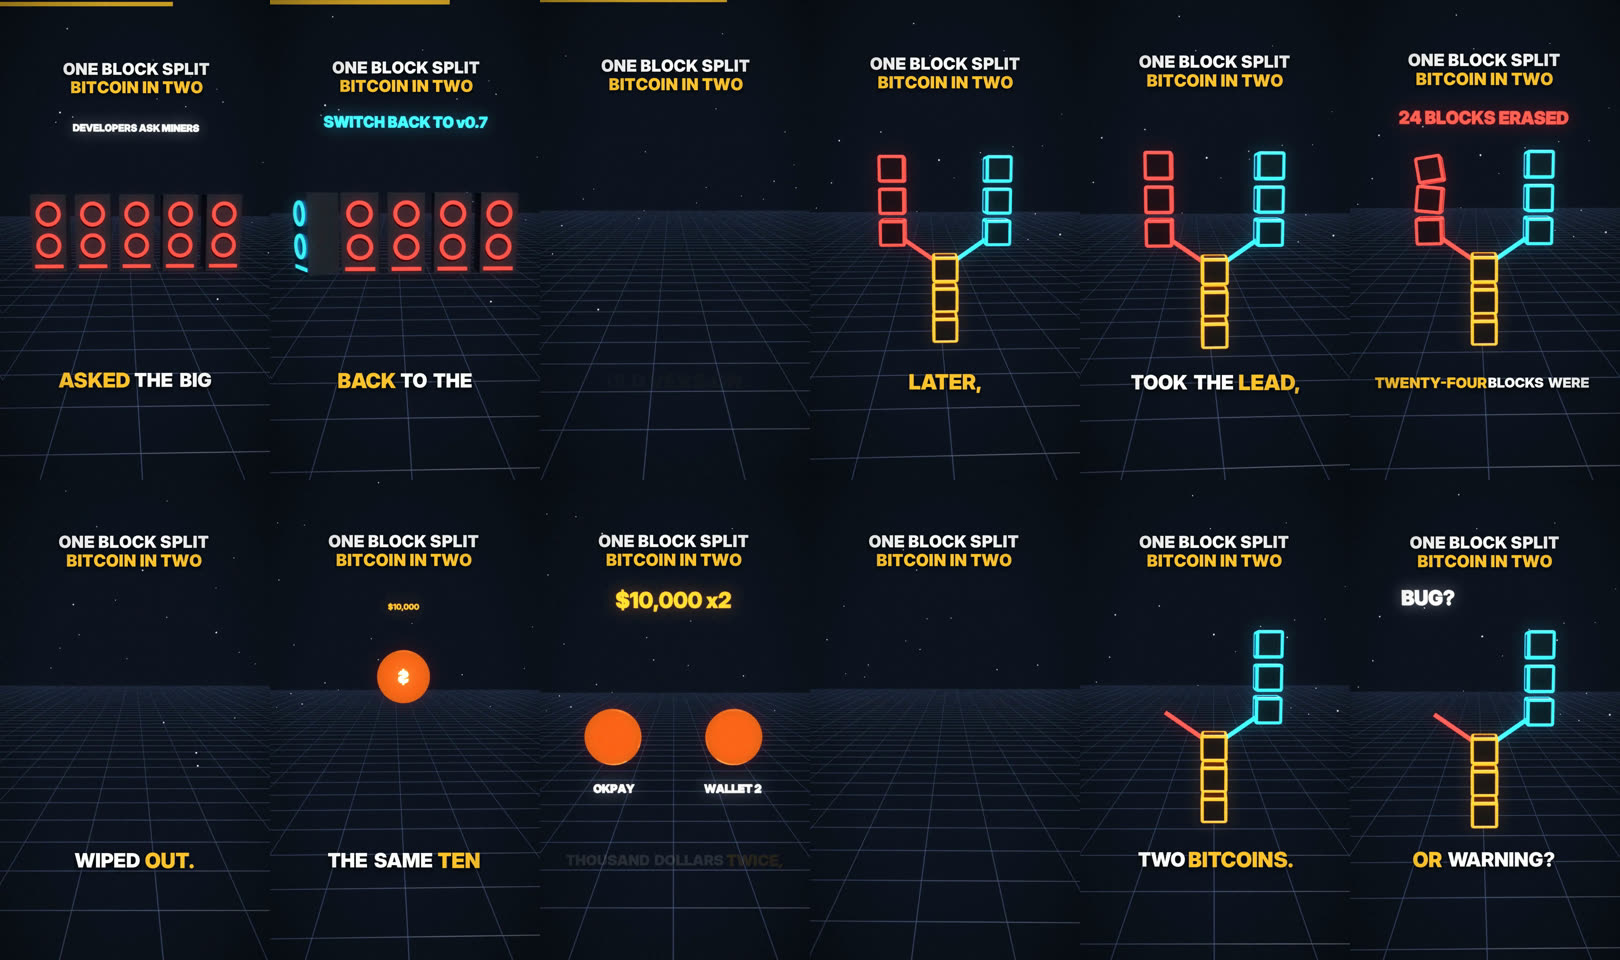 ONE BLOCK SPLIT
BITCOIN IN TWO
DEVELOPERS ASK MINERS
ASKED THE BIG
ONE BLOCK SPLIT
BITCOIN IN TWO
SWITCH BACK TO v0.7
BACK TO THE
ONE BLOCK SPLIT
BITCOIN IN TWO
ONE BLOCK SPLIT
BITCOIN IN TWO
LATER,
ONE BLOCK SPLIT
BITCOIN IN TWO
TOOK THE LEAD,
ONE BLOCK SPLIT
BITCOIN IN TWO
24 BLOCKS ERASED
TWENTY-FOUR BLOCKS WERE
ONE BLOCK SPLIT
BITCOIN IN TWO
WIPED OUT.
ONE BLOCK SPLIT
BITCOIN IN TWO
$10,000
THE SAME TEN
ONE BLOCK SPLIT
BITCOIN IN TWO
$10,000 x2
OKPAY
WALLET 2
THOUSAND DOLLARS TWICE,
ONE BLOCK SPLIT
BITCOIN IN TWO
ONE BLOCK SPLIT
BITCOIN IN TWO
TWO BITCOINS.
ONE BLOCK SPLIT
BITCOIN IN TWO
BUG?
OR WARNING?